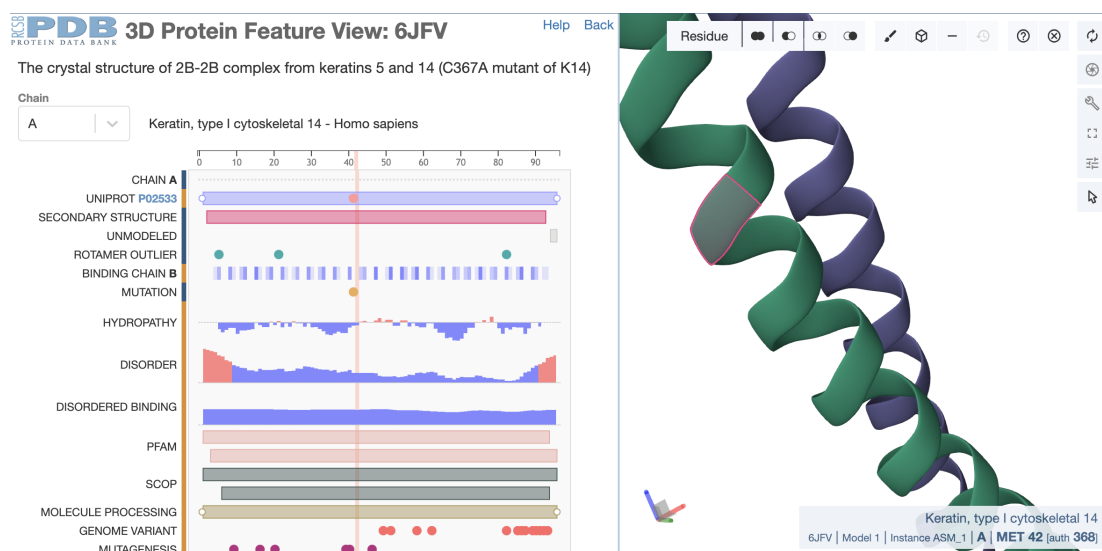 RCSB PDB
PROTEIN DATA BANK
3D Protein Feature View: 6JFV
Help Back
The crystal structure of 2B-2B complex from keratins 5 and 14 (C367A mutant of K14)
Chain
A
Keratin, type I cytoskeletal 14 - Homo sapiens
0 10 20 30 40 50 60 70 80 90
CHAIN A
UNIPROT P02533
SECONDARY STRUCTURE
UNMODELED
ROTAMER OUTLIER
BINDING CHAIN B
MUTATION
HYDROPATHY
DISORDER
DISORDERED BINDING
PFAM
SCOP
MOLECULE PROCESSING
GENOME VARIANT
MUTAGENESIS
Residue
Keratin, type I cytoskeletal 14
6JFV | Model 1 | Instance ASM_1 | A | MET 42 [auth 368]